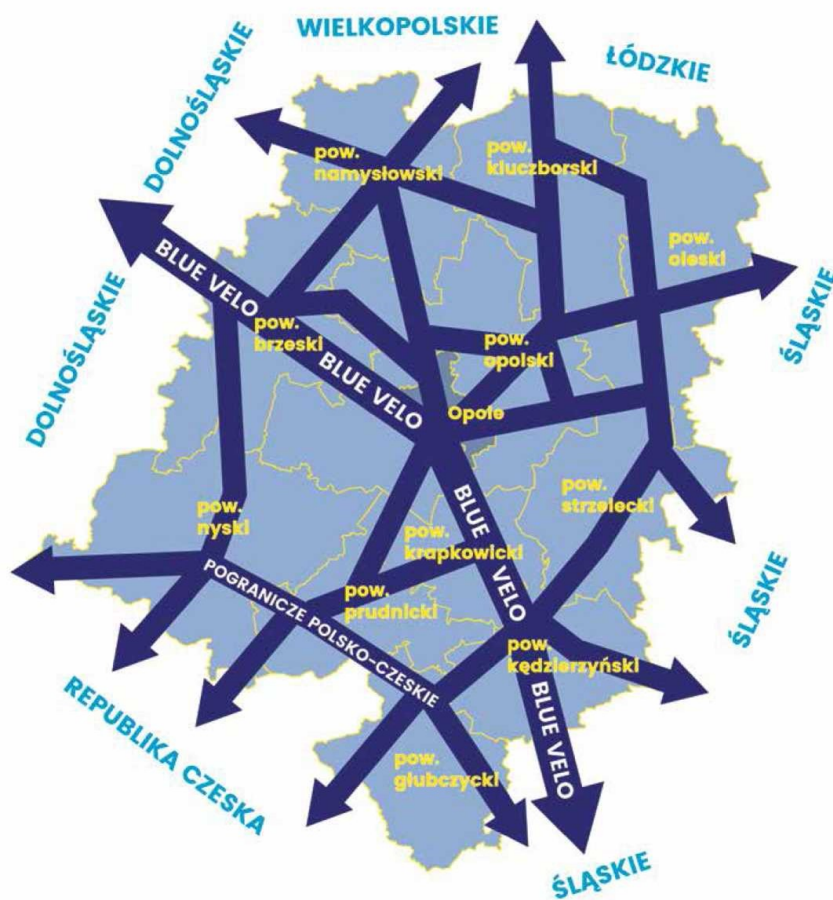 WIELKOPOLSKIE
ŁÓDZKIE
DOLNOŚLĄSKIE
pow.
namysłowski
pow.
kluczborski
pow.
oleski
BLUE VELO
DOLNOŚLĄSKIE
ŚLĄSKIE
pow.
brzeski
pow.
opolski
BLUE VELO
Opole
pow.
nyski
BLUE VELO
pow.
strzelecki
pow.
krapkowicki
POGRANICZE POLSKO-CZESKIE
pow.
prudnicki
ŚLĄSKIE
pow.
kędzierzyński
REPUBLIKA CZESKA
BLUE VELO
pow.
głubczycki
ŚLĄSKIE